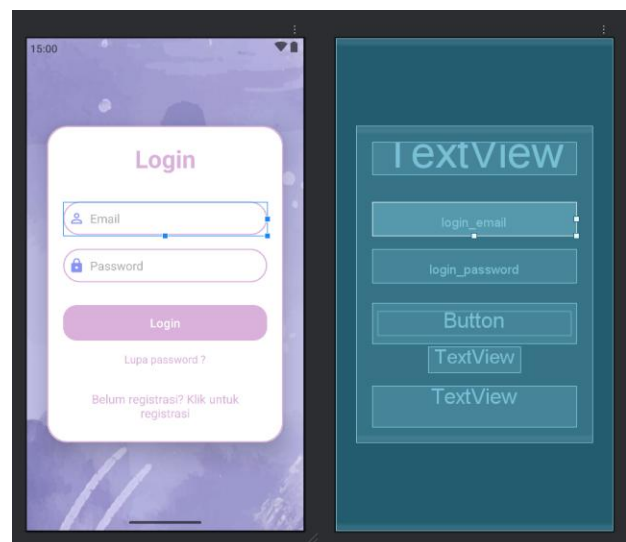 15:00
Login
Email
Password
Login
Lupa password ?
Belum registrasi? Klik untuk
registrasi
TextView
login_email
login_password
Button
TextView
TextView